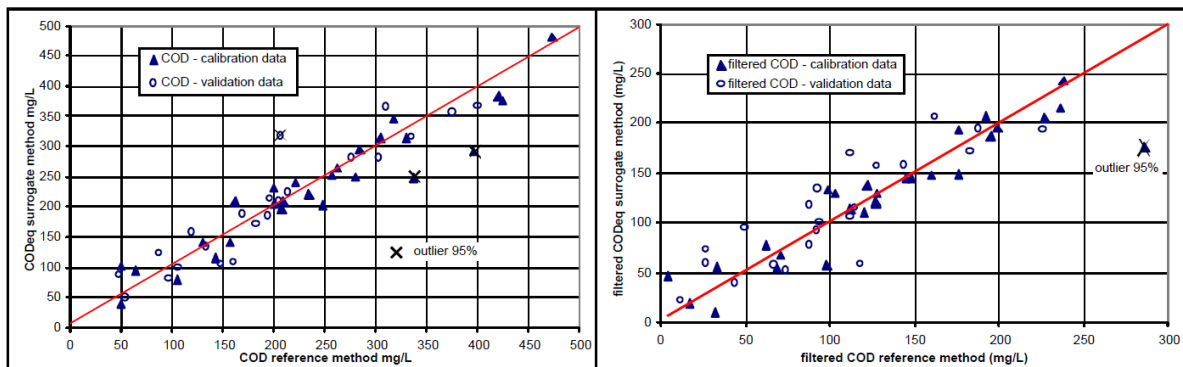 CODeq surrogate method mg/L
500
450
400
350
300
250
200
150
100
50
0
COD - calibration data
COD - validation data
outlier 95%
0 50 100 150 200 250 300 350 400 450 500
COD reference method mg/L
filtered CODeq surrogate method (mg/L)
300
250
200
150
100
50
0
filtered COD - calibration data
filtered COD - validation data
outlier 95%
0 50 100 150 200 250 300
filtered COD reference method (mg/L)